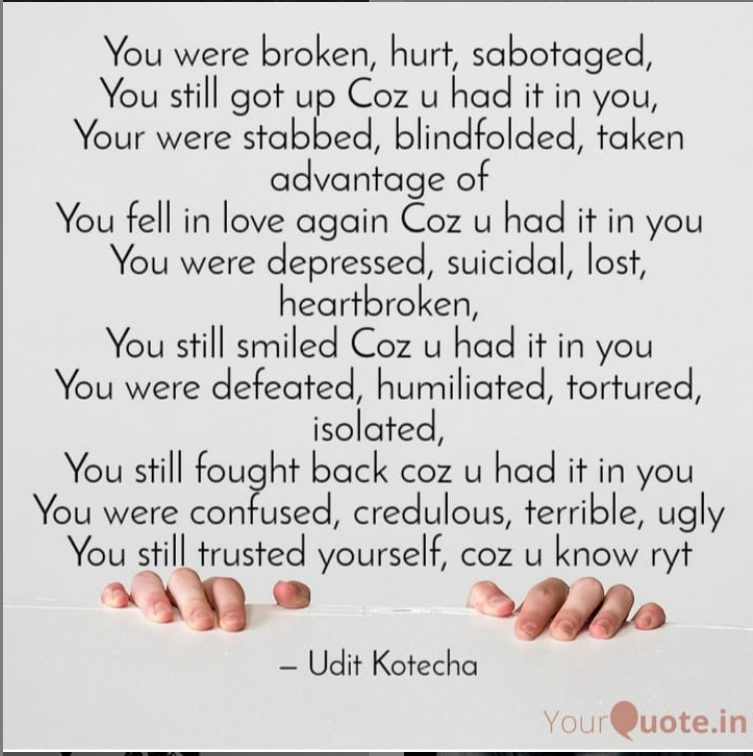 You were broken, hurt, sabotaged,
You still got up Coz u had it in you,
Your were stabbed, blindfolded, taken
advantage of
You fell in love again Coz u had it in you
You were depressed, suicidal, lost,
heartbroken,
You still smiled Coz u had it in you
You were defeated, humiliated, tortured,
isolated,
You still fought back coz u had it in you
You were confused, credulous, terrible, ugly
You still trusted yourself, coz u know ryt
– Udit Kotecha
YourQuote.in